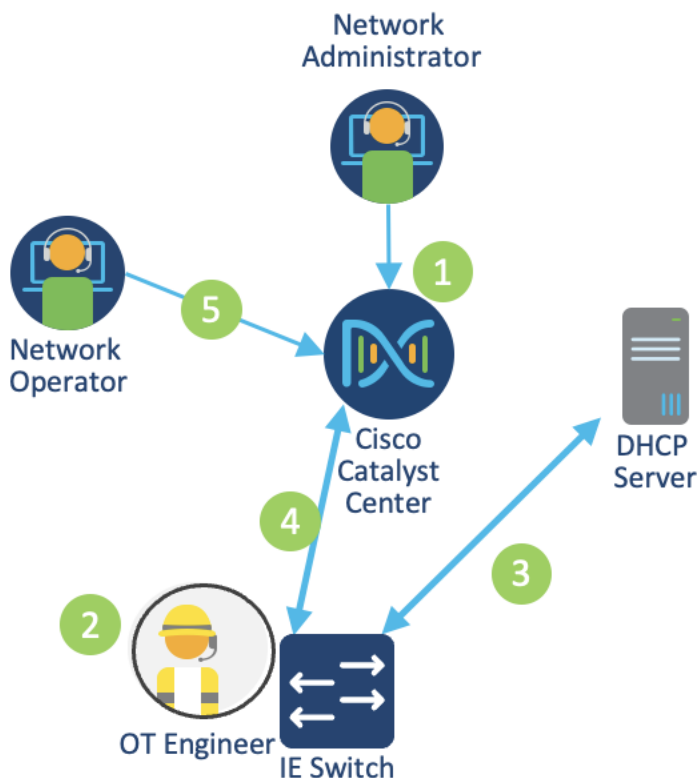 Network
Administrator
1
5
Network
Operator
Cisco
Catalyst
Center
DHCP
Server
4
3
2
OT Engineer
IE Switch